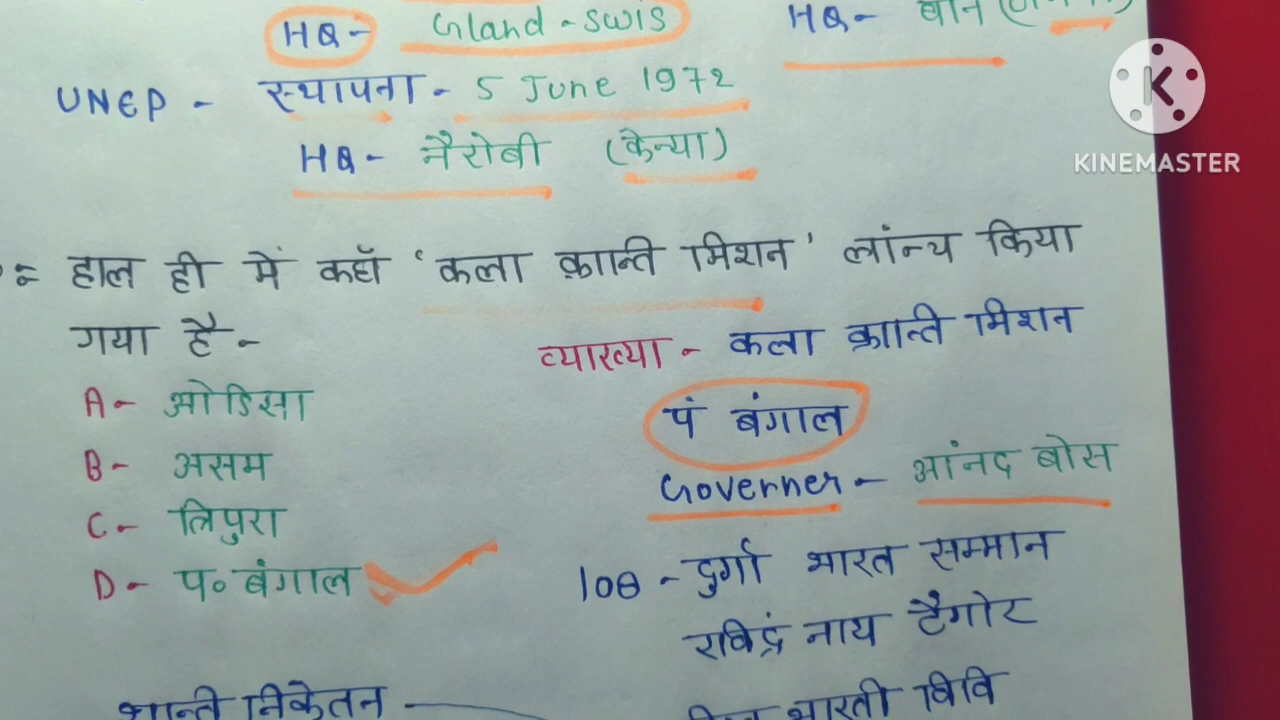 HQ- Gland - swis
HQ- बोन
UNEP - स्थापना - 5 June 1972
HQ- नैरोबी (केन्या)
हाल ही में कहाँ 'कला क्रान्ति मिशन' लांन्य किया
गया है -
A- ओडिसा
B- असम
C- त्रिपुरा
D- प० बंगाल
व्याख्या - कला क्रान्ति मिशन
पं बंगाल
Governer - आंनद बोस
108 - दुर्गा भारत सम्मान
रविद्रं नाय टैगोर
शान्ती निकेतन
भारती विवि
KINEMASTER